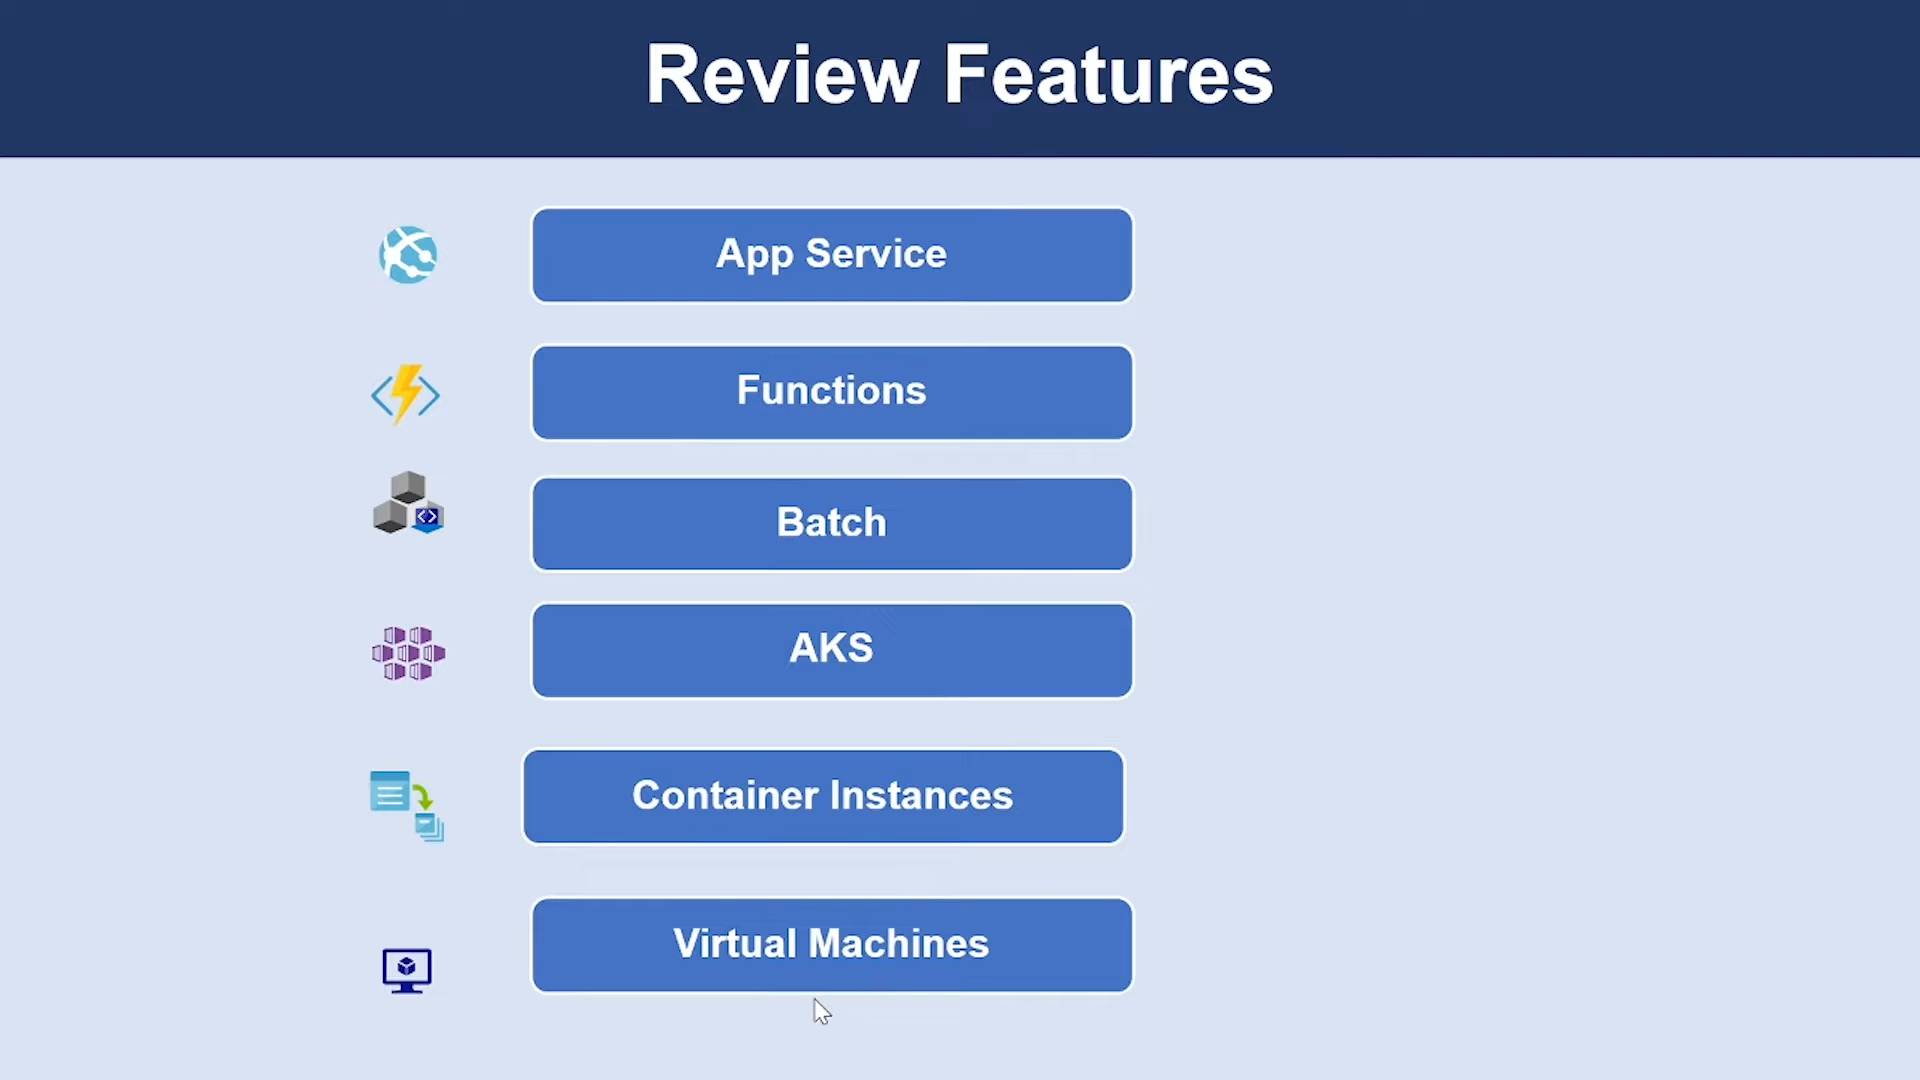 Review Features
App Service
Functions
Batch
AKS
Container Instances
Virtual Machines